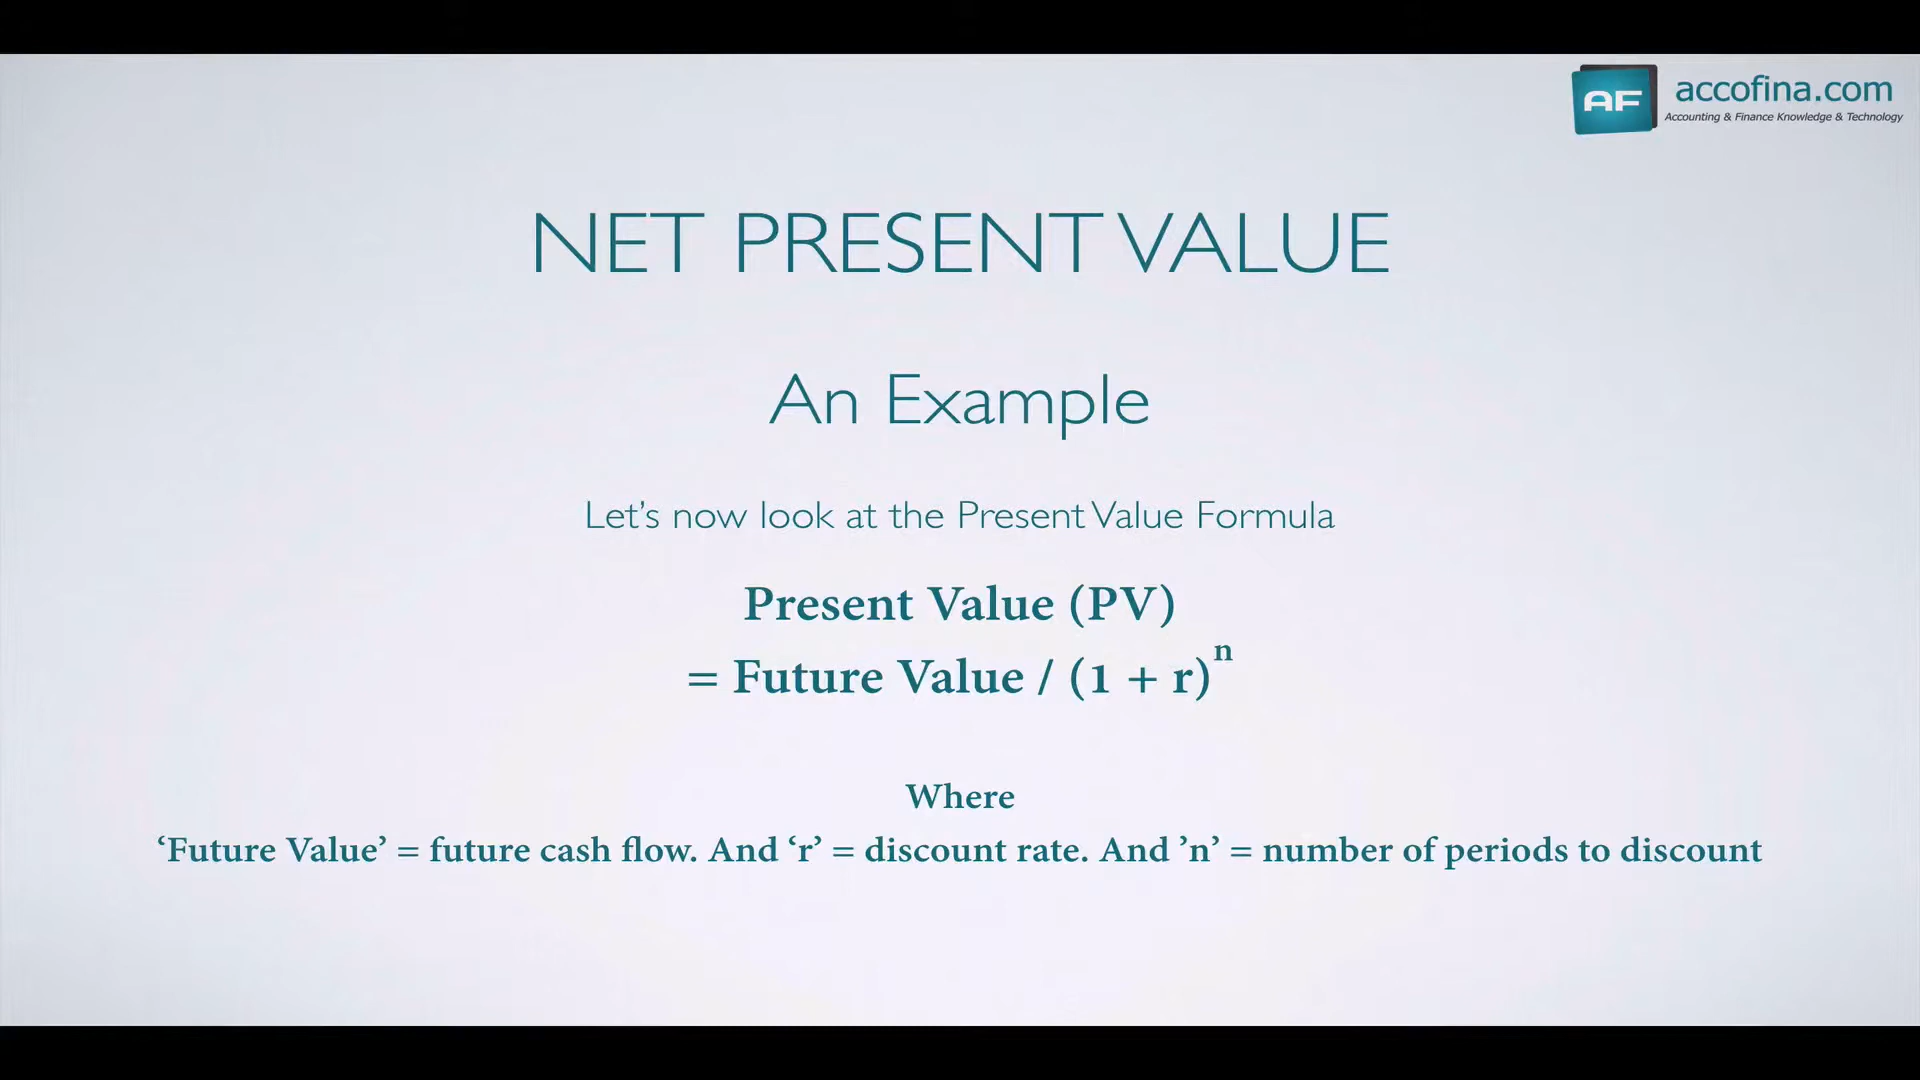 AF accofina.com
Accounting & Finance Knowledge & Technology
NET PRESENT VALUE
An Example
Let’s now look at the Present Value Formula
Present Value (PV)
= Future Value / (1 + r)ⁿ
Where
‘Future Value’ = future cash flow. And ‘r’ = discount rate. And ’n’ = number of periods to discount